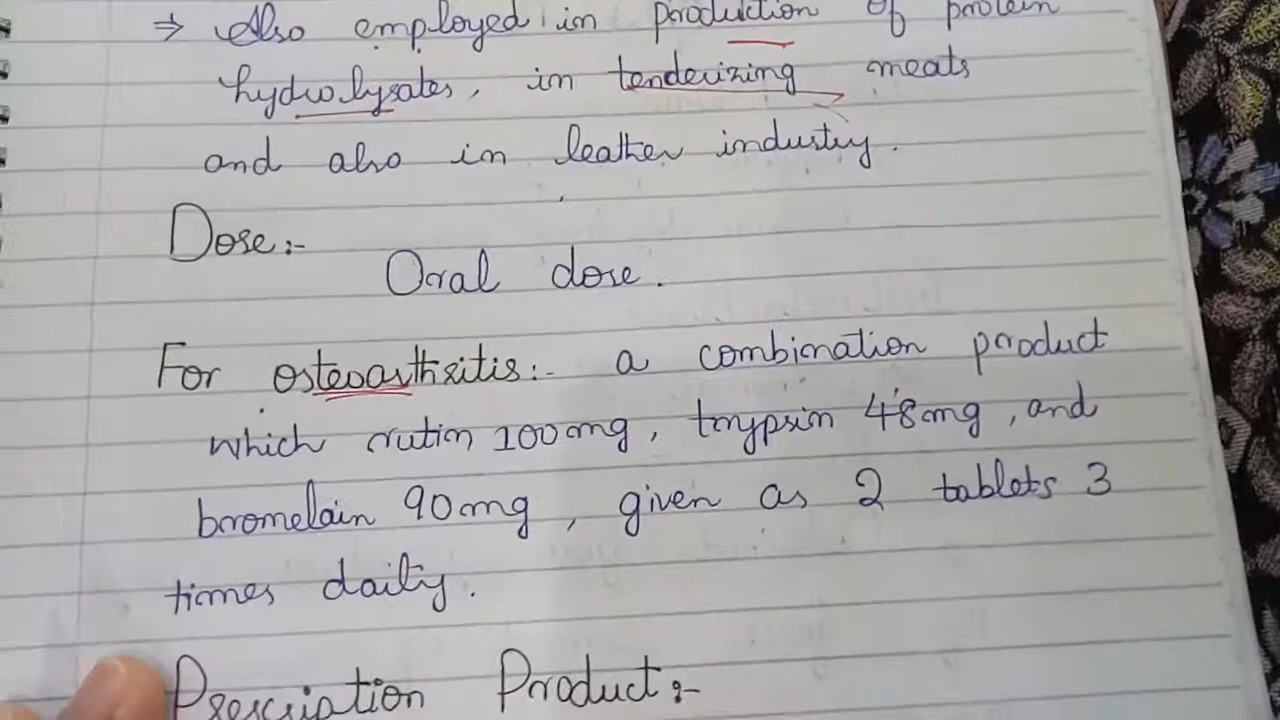 ⇒ Also employed in production of protein
hydrolysates, in tenderizing meats
and also in leather industry.
Dose:-
Oral dose.
For osteoarthritis:- a combination product
which rutin 100mg, trypsin 48mg, and
bromelain 90mg, given as 2 tablets 3
times daily.
Prescription Product:-